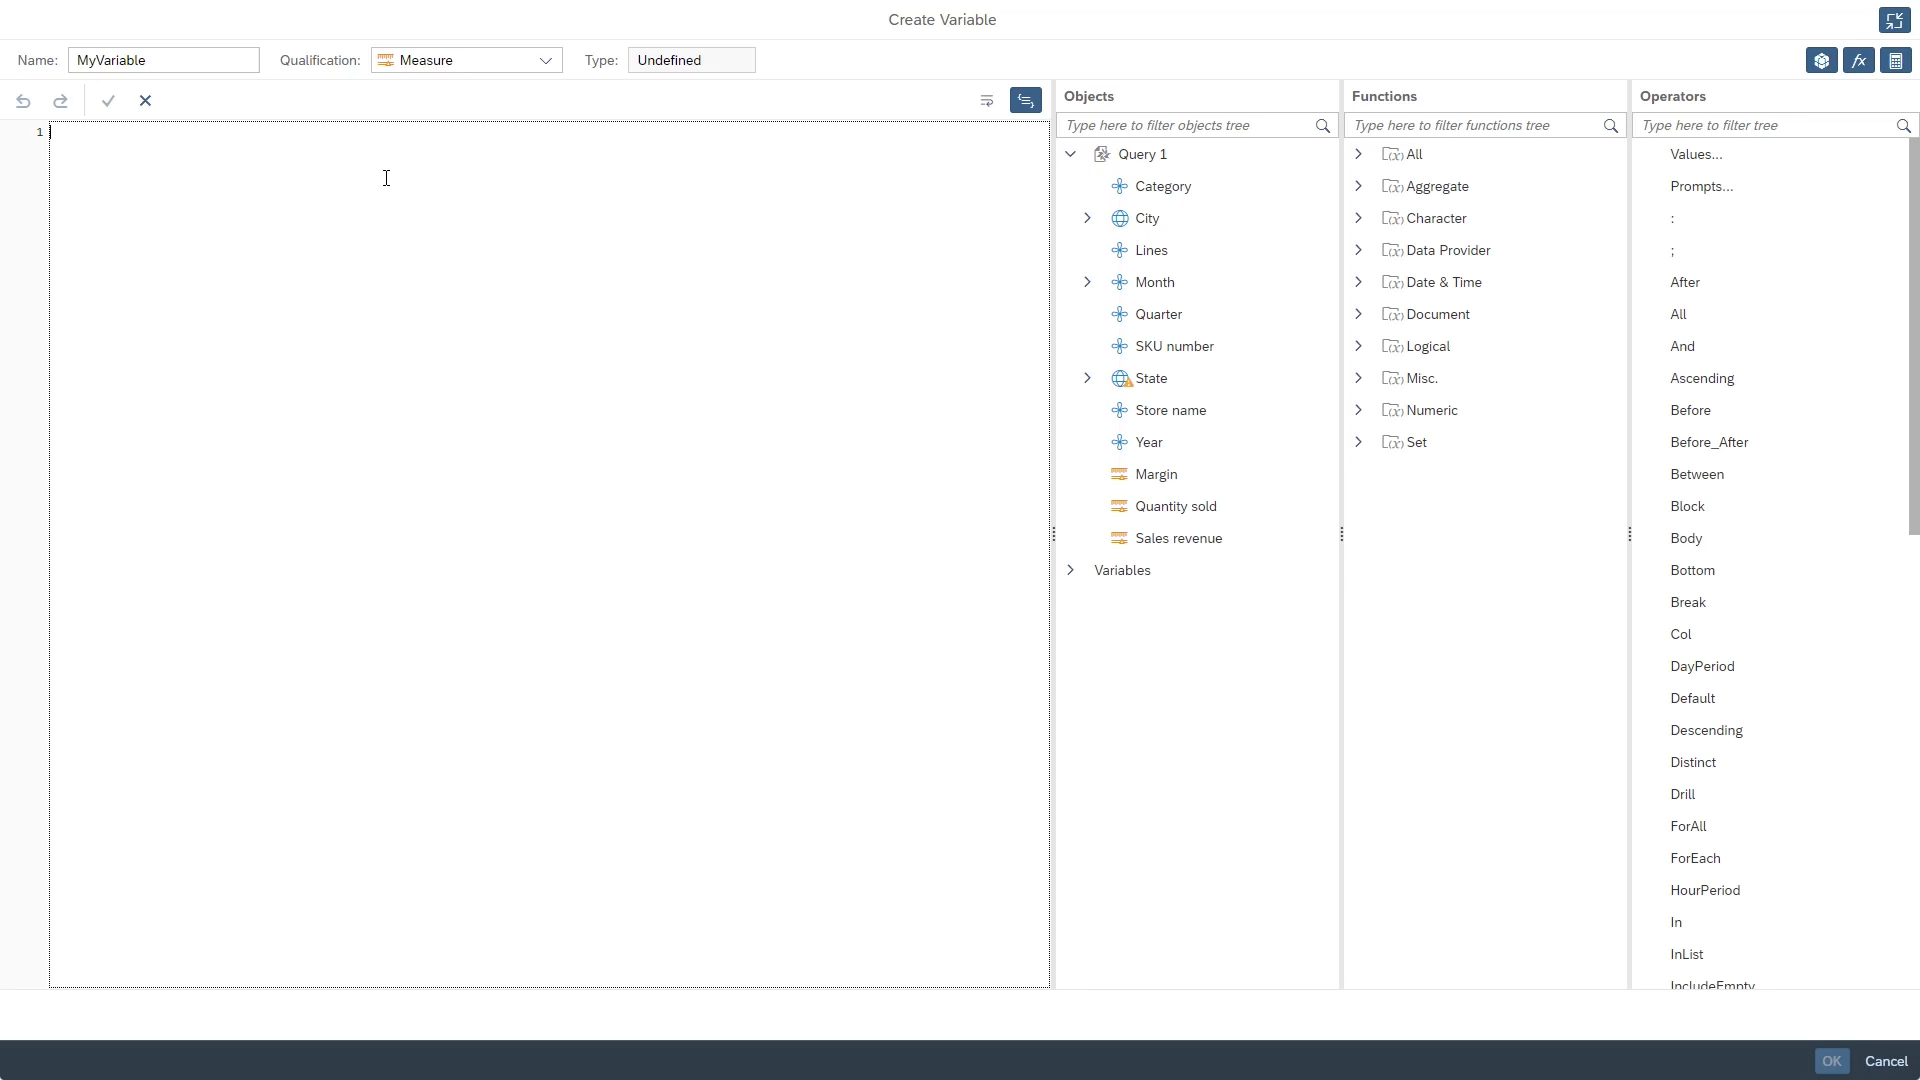 Create Variable
Name: MyVariable Qualification: Measure Type: Undefined
fx
1
Objects
Type here to filter objects tree
Query 1
Category
City
Lines
Month
Quarter
SKU number
State
Store name
Year
Margin
Quantity sold
Sales revenue
Variables
Functions
Type here to filter functions tree
(x) All
(x) Aggregate
(x) Character
(x) Data Provider
(x) Date & Time
(x) Document
(x) Logical
(x) Misc.
(x) Numeric
(x) Set
Operators
Type here to filter tree
Values...
Prompts...
:
;
After
All
And
Ascending
Before
Before_After
Between
Block
Body
Bottom
Break
Col
DayPeriod
Default
Descending
Distinct
Drill
ForAll
ForEach
HourPeriod
In
InList
IncludeEmpty
OK Cancel